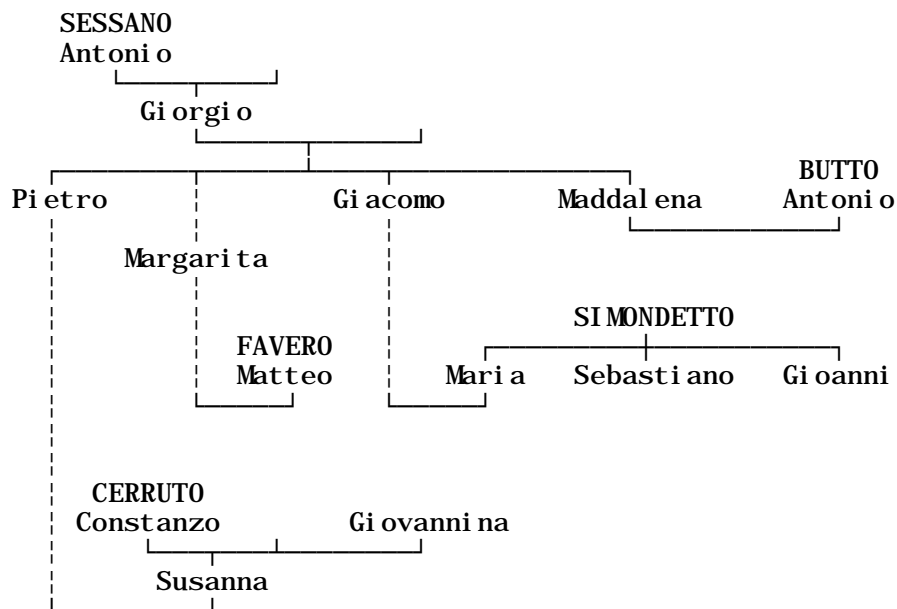 SESSANO
Antonio
Giorgio
BUTTO
Pietro Giacomo Maddalena Antonio
Margarita
SIMONDETTO
FAVERO
Matteo Maria Sebastiano Gioanni
CERRUTO
Constanzo Giovannina
Susanna